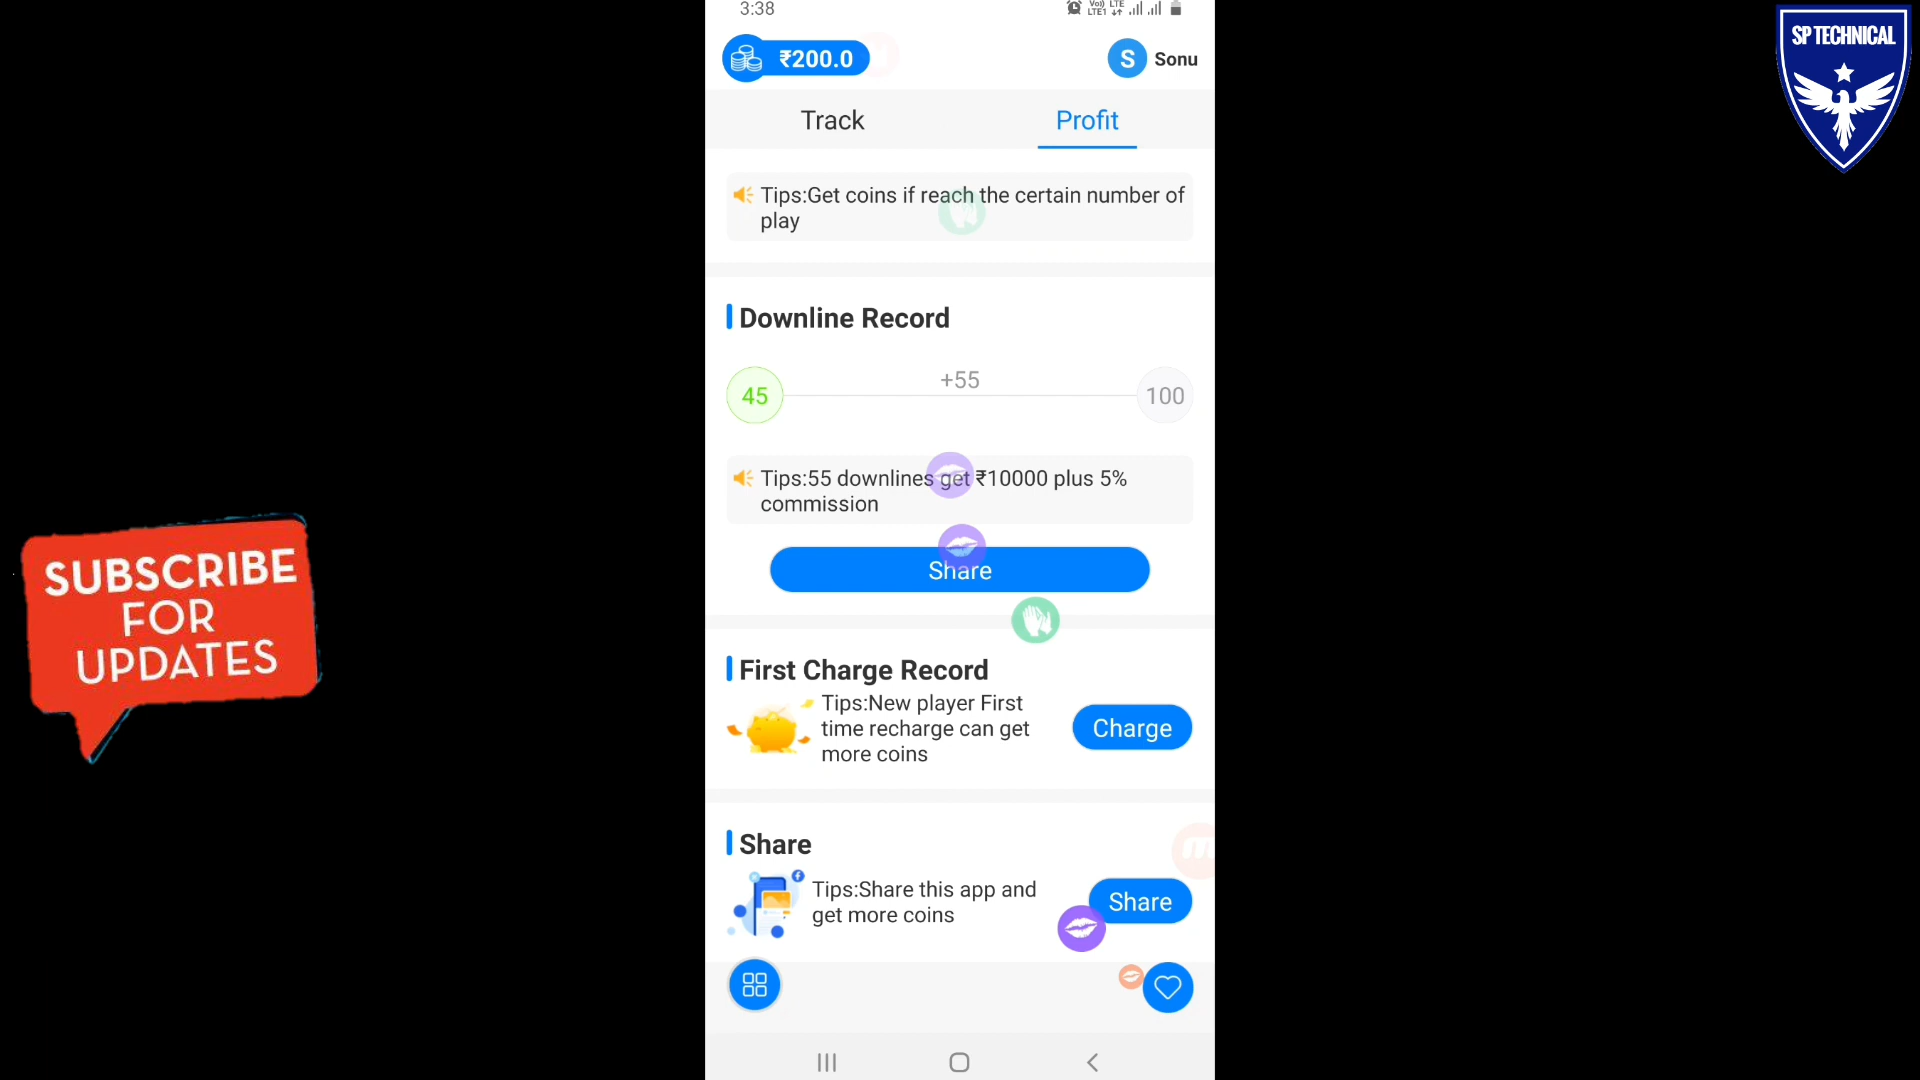 3:38
Vo) LTE
LTE1
₹200.0
S Sonu
SP TECHNICAL
Track Profit
Tips:Get coins if reach the certain number of
play
Downline Record
45 +55 100
Tips:55 downlines get ₹10000 plus 5%
commission
Share
SUBSCRIBE
FOR
UPDATES
First Charge Record
Tips:New player First
time recharge can get
more coins
Charge
Share
Tips:Share this app and
get more coins
Share